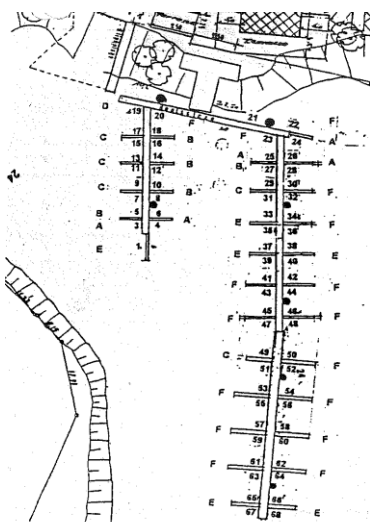 D 19 20 F 21 22 F
F 23 24 A
C 17 18 B
15 16
A 25 26 A
B 27 28
C 13 14 B
11 12
C 9 10 B
7 8
C 29 30 F
31 32
B 5 6 A
A 3 4
E 33 34 F
35 36
E 1
E 37 38 E
39 40
F 41 42 F
43 44
F 45 46 F
47 48
C 49 50 F
51 52
F 53 54 F
55 56
F 57 58 F
59 60
F 61 62 F
63 64
E 65 66 E
67 68